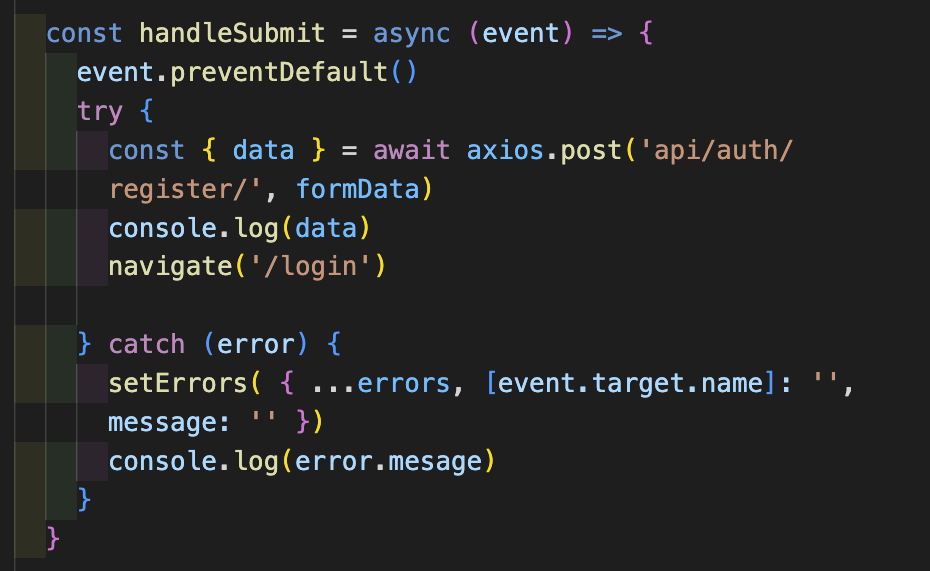 const handleSubmit = async (event) => {
event.preventDefault()
try {
const { data } = await axios.post('api/auth/
register/', formData)
console.log(data)
navigate('/login')
} catch (error) {
setErrors( { ...errors, [event.target.name]: '',
message: '' })
console.log(error.mesage)
}
}